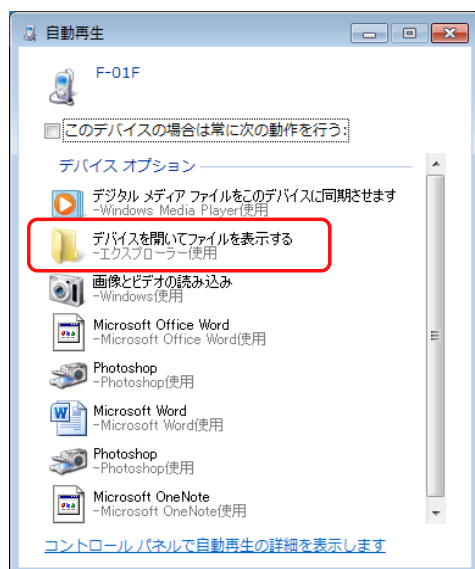 自動再生
F-01F
このデバイスの場合は常に次の動作を行う:
デバイス オプション
デジタル メディア ファイルをこのデバイスに同期させます
-Windows Media Player使用
デバイスを開いてファイルを表示する
-エクスプローラー使用
画像とビデオの読み込み
-Windows使用
Microsoft Office Word
-Microsoft Office Word使用
Photoshop
-Photoshop使用
Microsoft Word
-Microsoft Word使用
Photoshop
-Photoshop使用
Microsoft OneNote
-Microsoft OneNote使用
コントロール パネルで自動再生の詳細を表示します